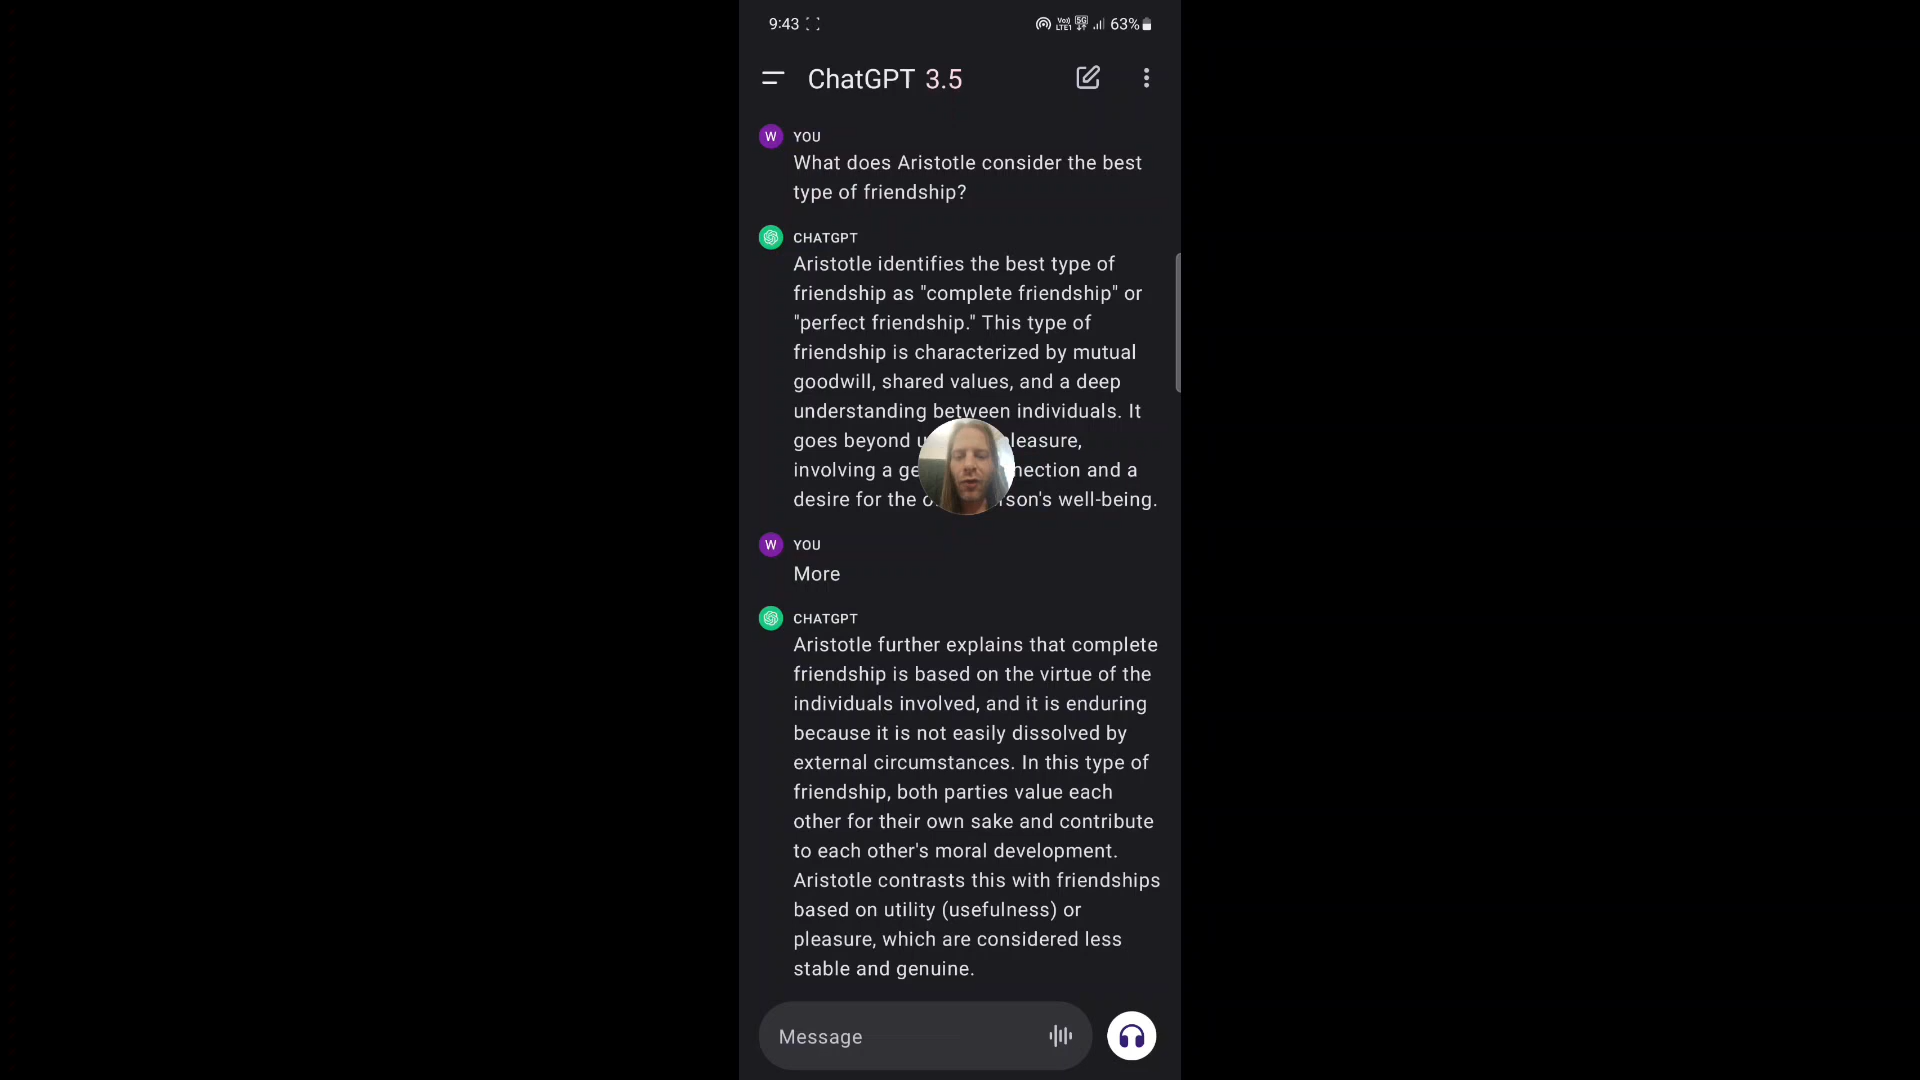 9:43
Vo)) LTE1 5G 63%
ChatGPT 3.5
W YOU
What does Aristotle consider the best
type of friendship?
CHATGPT
Aristotle identifies the best type of
friendship as "complete friendship" or
"perfect friendship." This type of
friendship is characterized by mutual
goodwill, shared values, and a deep
understanding between individuals. It
goes beyond
involving a and a
desire for the well-being.
W YOU
More
CHATGPT
Aristotle further explains that complete
friendship is based on the virtue of the
individuals involved, and it is enduring
because it is not easily dissolved by
external circumstances. In this type of
friendship, both parties value each
other for their own sake and contribute
to each other's moral development.
Aristotle contrasts this with friendships
based on utility (usefulness) or
pleasure, which are considered less
stable and genuine.
Message